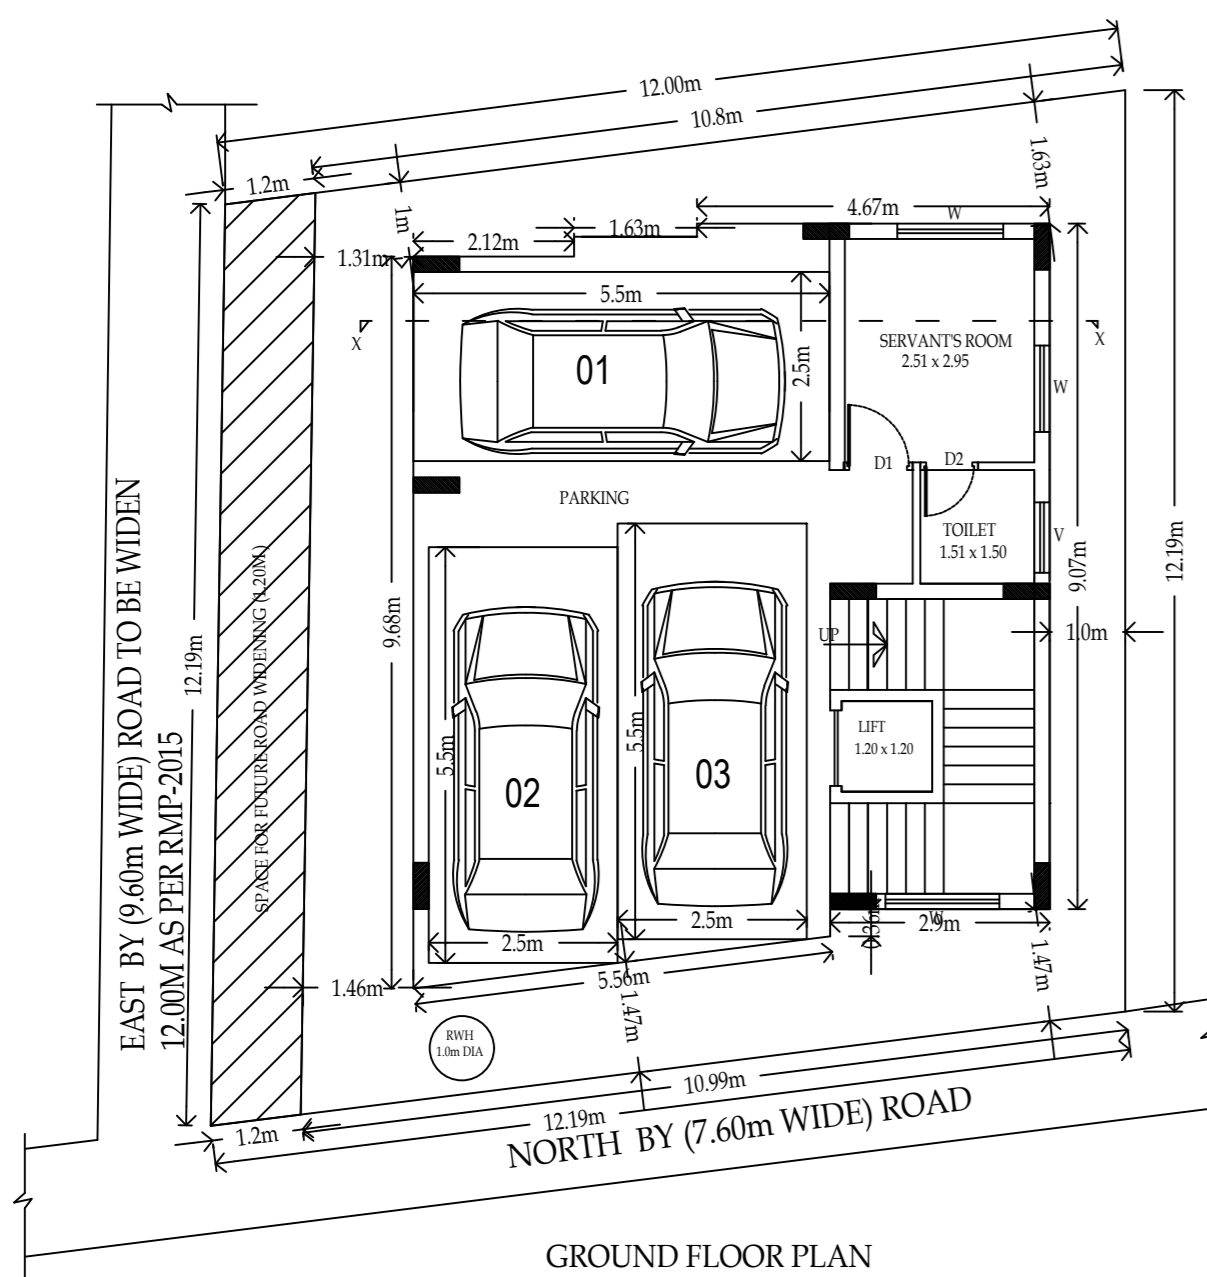 12.00m
10.8m
1.2m
1.63m
1m
4.67m
W
1.63m
2.12m
1.31m
5.5m
X
X
01
2.5m
SERVANT'S ROOM
2.51 x 2.95
W
D1
D2
PARKING
TOILET
1.51 x 1.50
V
9.07m
12.19m
EAST BY (9.60m WIDE) ROAD TO BE WIDEN
12.00M AS PER RMP-2015
12.19m
SPACE FOR FUTURE ROAD WIDENING (1.20M.)
9.68m
UP
1.0m
LIFT
1.20 x 1.20
5.5m
5.5m
02
03
2.5m
2.5m
0.36m
W
2.9m
5.56m
1.46m
1.47m
1.47m
RWH
1.0m DIA
10.99m
12.19m
1.2m
NORTH BY (7.60m WIDE) ROAD
GROUND FLOOR PLAN